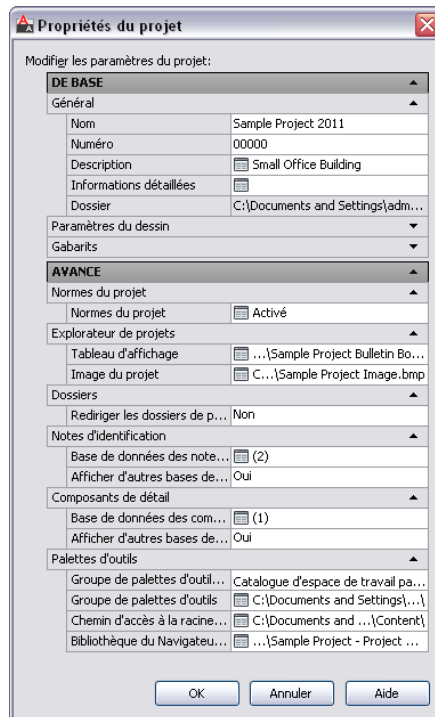 Propriétés du projet
Modifier les paramètres du projet:
DE BASE
Général
Nom Sample Project 2011
Numéro 00000
Description Small Office Building
Informations détaillées
Dossier C:\Documents and Settings\adm...
Paramètres du dessin
Gabarits
AVANCE
Normes du projet
Normes du projet Activé
Explorateur de projets
Tableau d'affichage ...\Sample Project Bulletin Bo...
Image du projet C...\Sample Project Image.bmp
Dossiers
Rediriger les dossiers de p... Non
Notes d'identification
Base de données des note... (2)
Afficher d'autres bases de... Oui
Composants de détail
Base de données des com... (1)
Afficher d'autres bases de... Oui
Palettes d'outils
Groupe de palettes d'outil... Catalogue d'espace de travail pa...
Groupe de palettes d'outils C:\Documents and Settings\...\
Chemin d'accès à la racine... C:\Documents and ...\Content\
Bibliothèque du Navigateu... ...\Sample Project - Project ...
OK Annuler Aide